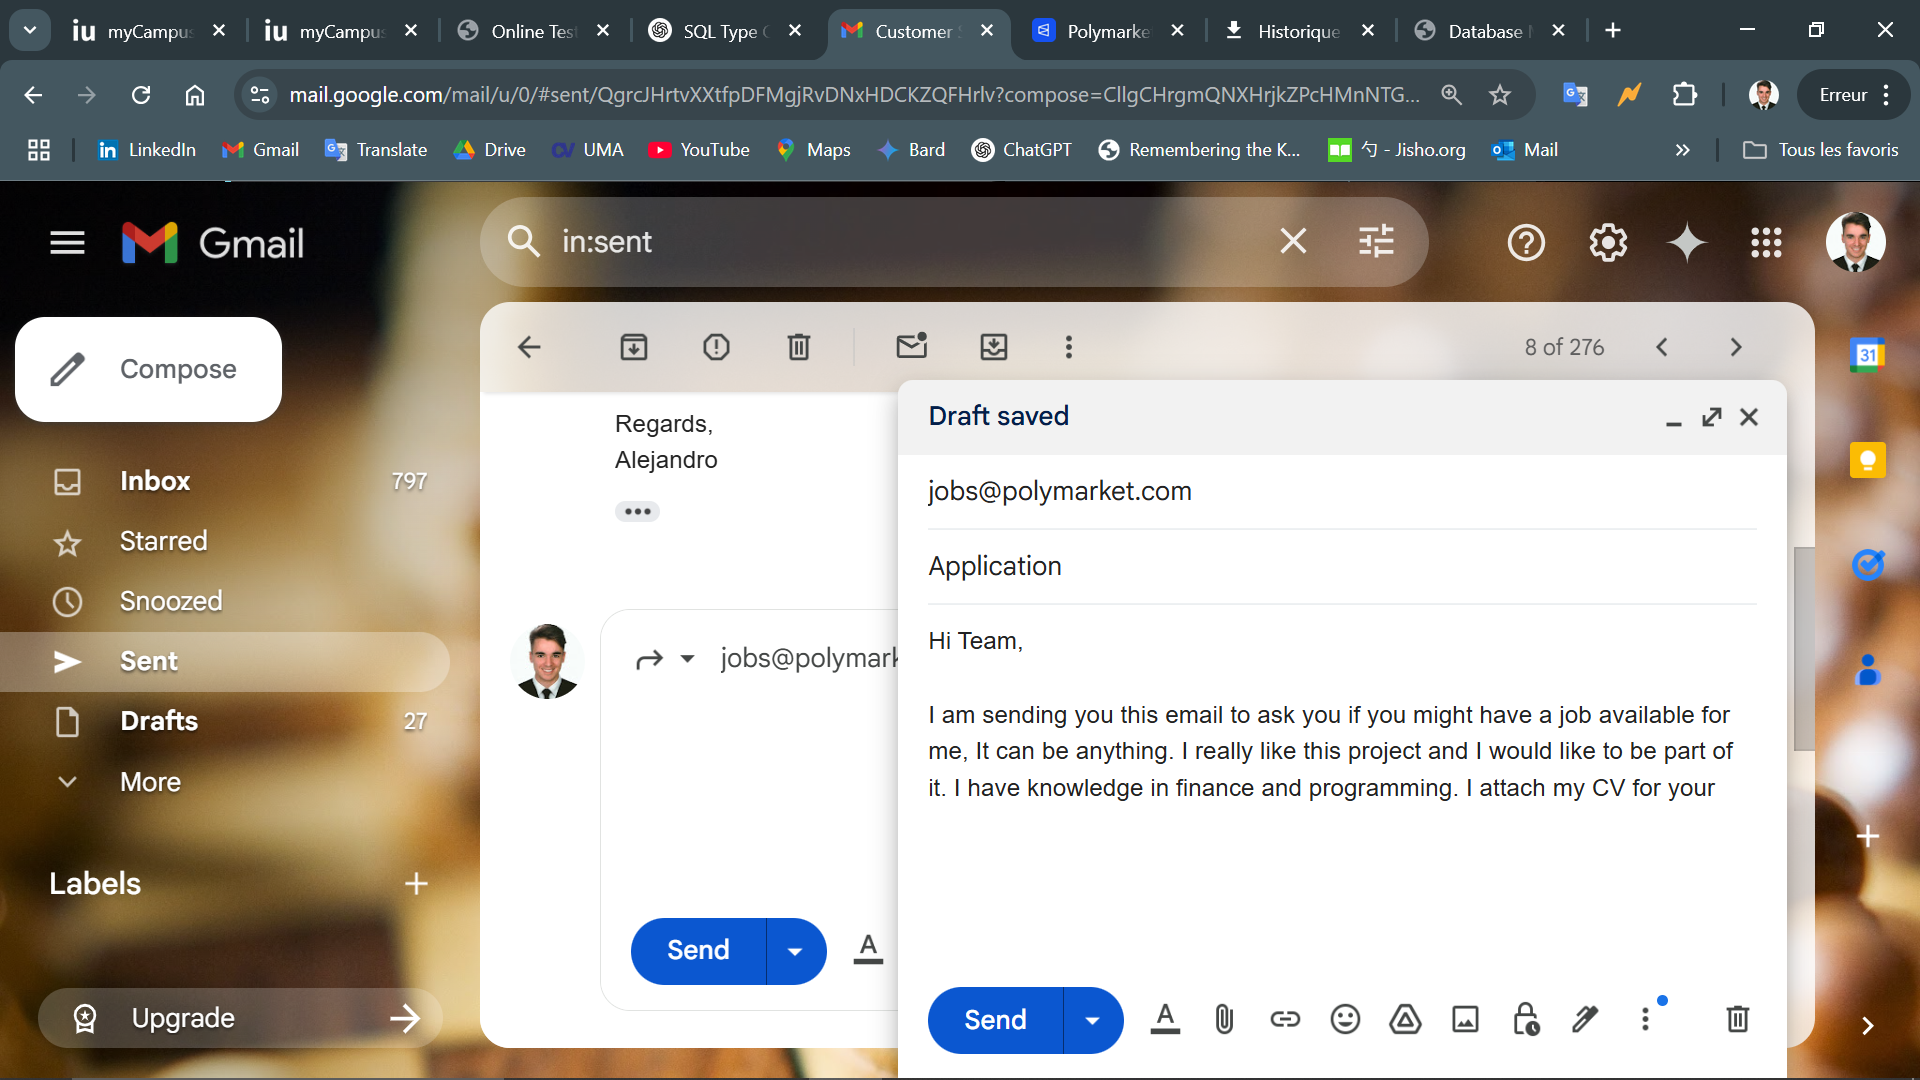 iu myCampus
iu myCampus
Online Test
SQL Type C
Customer S
Polymarket
Historique
Database M
mail.google.com/mail/u/0/#sent/QgrcJHrtvXXtfpDFMgjRvDNxHDCKZQFHrlv?compose=CllgCHrgmQNXHrjkZPcHMnNTG...
Erreur
LinkedIn
Gmail
Translate
Drive
CV UMA
YouTube
Maps
Bard
ChatGPT
Remembering the K...
勹 - Jisho.org
Mail
Tous les favoris
Gmail
in:sent
Compose
8 of 276
31
Inbox 797
Starred
Snoozed
Sent
Drafts 27
More
Labels
Upgrade
Regards,
Alejandro
jobs@polymark
Send
Draft saved
jobs@polymarket.com
Application
Hi Team,
I am sending you this email to ask you if you might have a job available for
me, It can be anything. I really like this project and I would like to be part of
it. I have knowledge in finance and programming. I attach my CV for your
Send